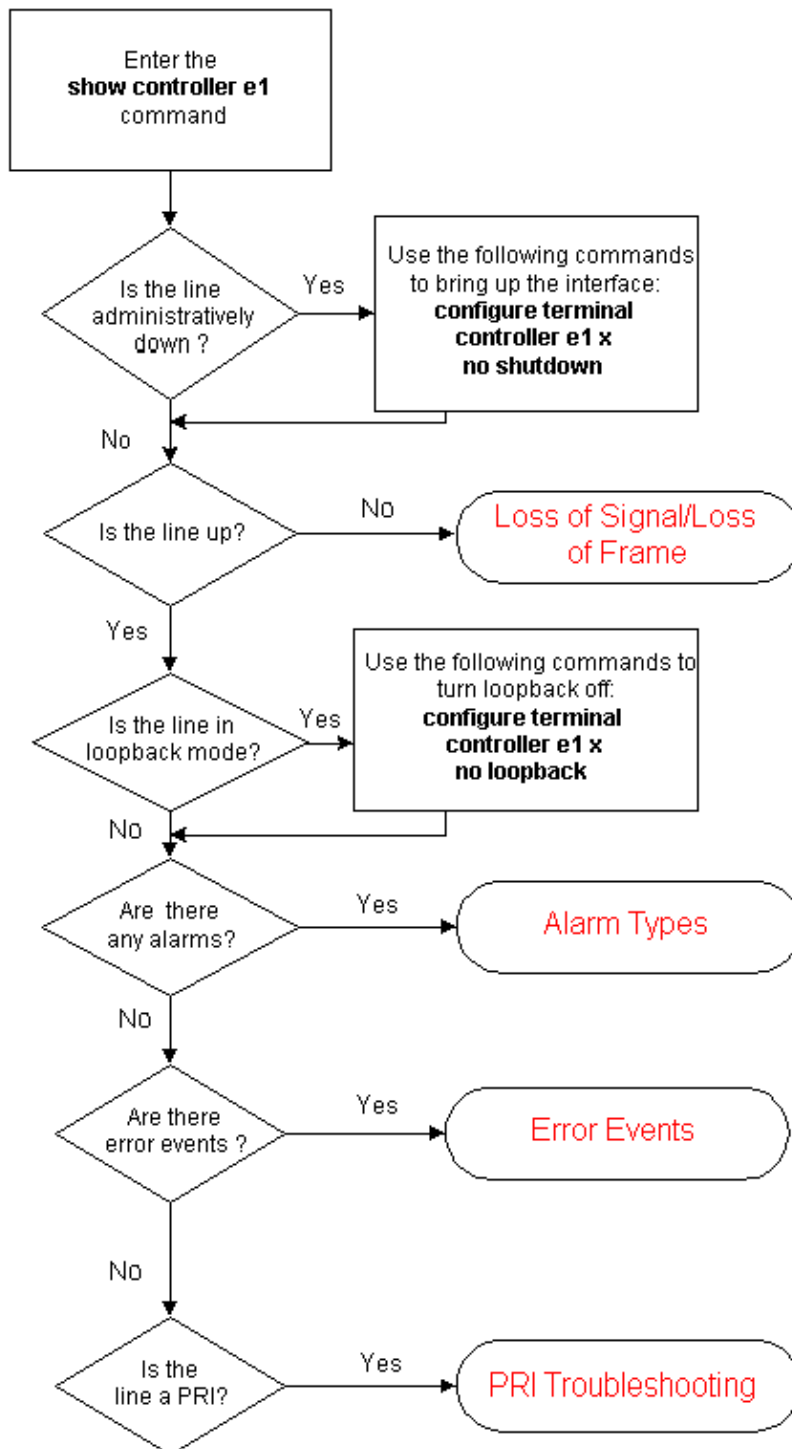 Enter the
show controller e1
command
Is the line
administratively
down ?
Yes
Use the following commands
to bring up the interface:
configure terminal
controller e1 x
no shutdown
No
Is the line up?
No
Loss of Signal/Loss
of Frame
Yes
Is the line in
loopback mode?
Yes
Use the following commands to
turn loopback off:
configure terminal
controller e1 x
no loopback
No
Are there
any alarms?
Yes
Alarm Types
No
Are there
error events ?
Yes
Error Events
No
Is the
line a PRI?
Yes
PRI Troubleshooting